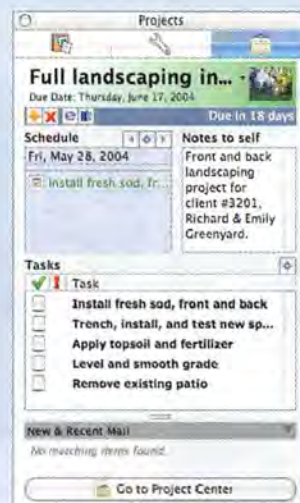 Projects
Full landscaping in...
Due Date: Thursday, June 17, 2004
Due in 18 days
Schedule
Fri, May 28, 2004
Install fresh sod, fr...
Notes to self
Front and back
landscaping
project for
client #3201,
Richard & Emily
Greenyard.
Tasks
Task
Install fresh sod, front and back
Trench, install, and test new sp...
Apply topsoil and fertilizer
Level and smooth grade
Remove existing patio
New & Recent Mail
No matching items found.
Go to Project Center